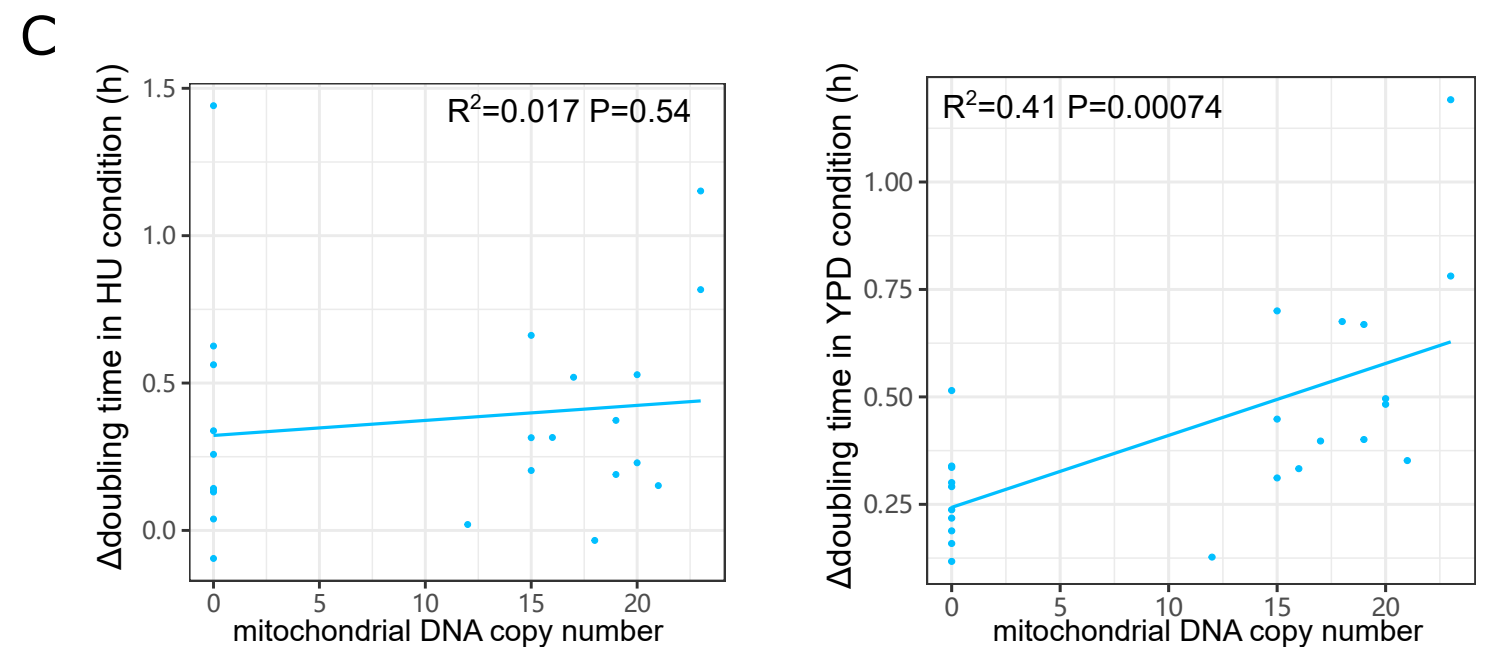 C
Δdoubling time in HU condition (h)
1.5
1.0
0.5
0.0
R²=0.017 P=0.54
0 5 10 15 20
mitochondrial DNA copy number
Δdoubling time in YPD condition (h)
1.00
0.75
0.50
0.25
R²=0.41 P=0.00074
0 5 10 15 20
mitochondrial DNA copy number